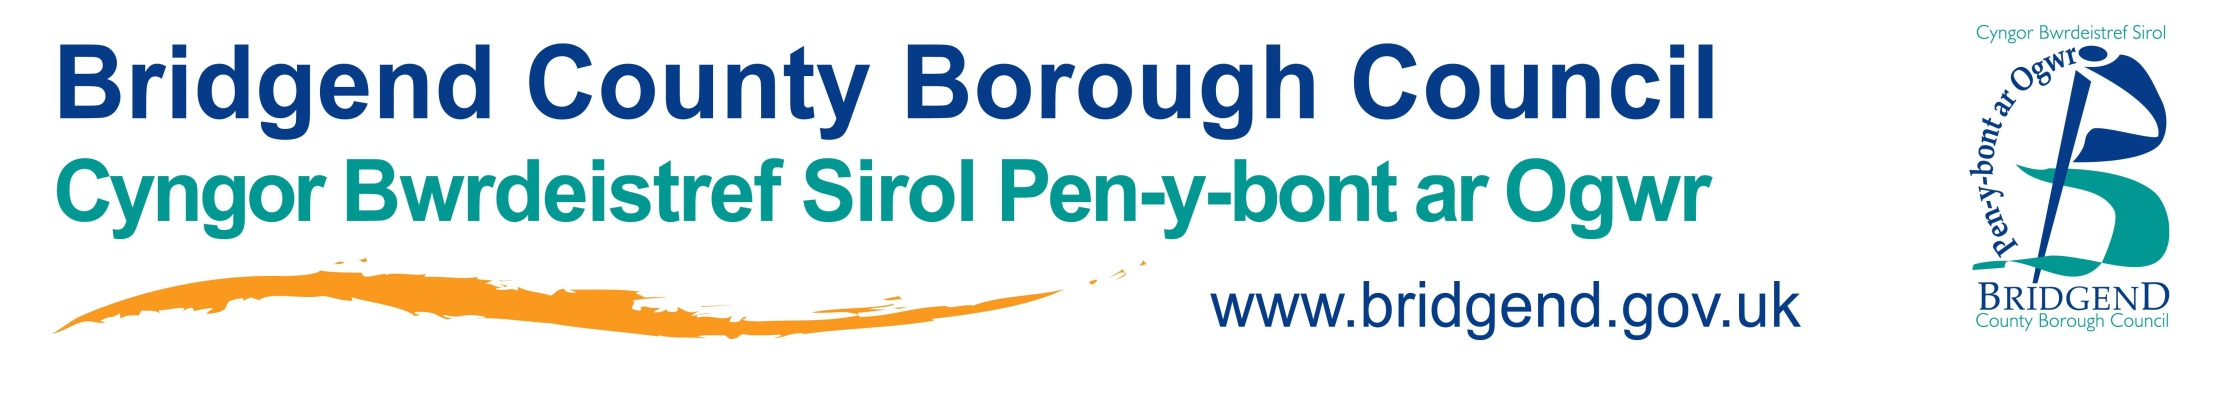 Bridgend County Borough Council
Cyngor Bwrdeistref Sirol Pen-y-bont ar Ogwr
www.bridgend.gov.uk
Cyngor Bwrdeistref Sirol
Pen-y-bont ar Ogwr
BRIDGEND
County Borough Council